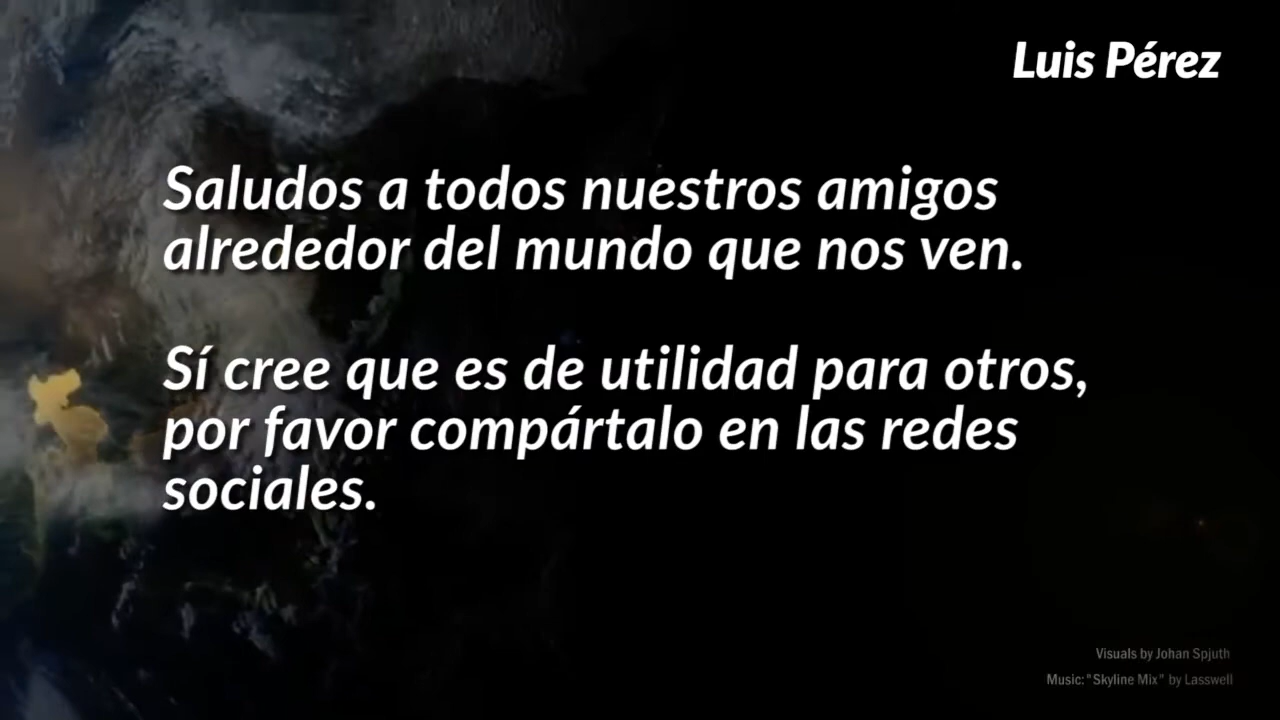 Luis Pérez
Saludos a todos nuestros amigos
alrededor del mundo que nos ven.
Sí cree que es de utilidad para otros,
por favor compártalo en las redes
sociales.
Visuals by Johan Spjuth
Music:"Skyline Mix" by Lasswell